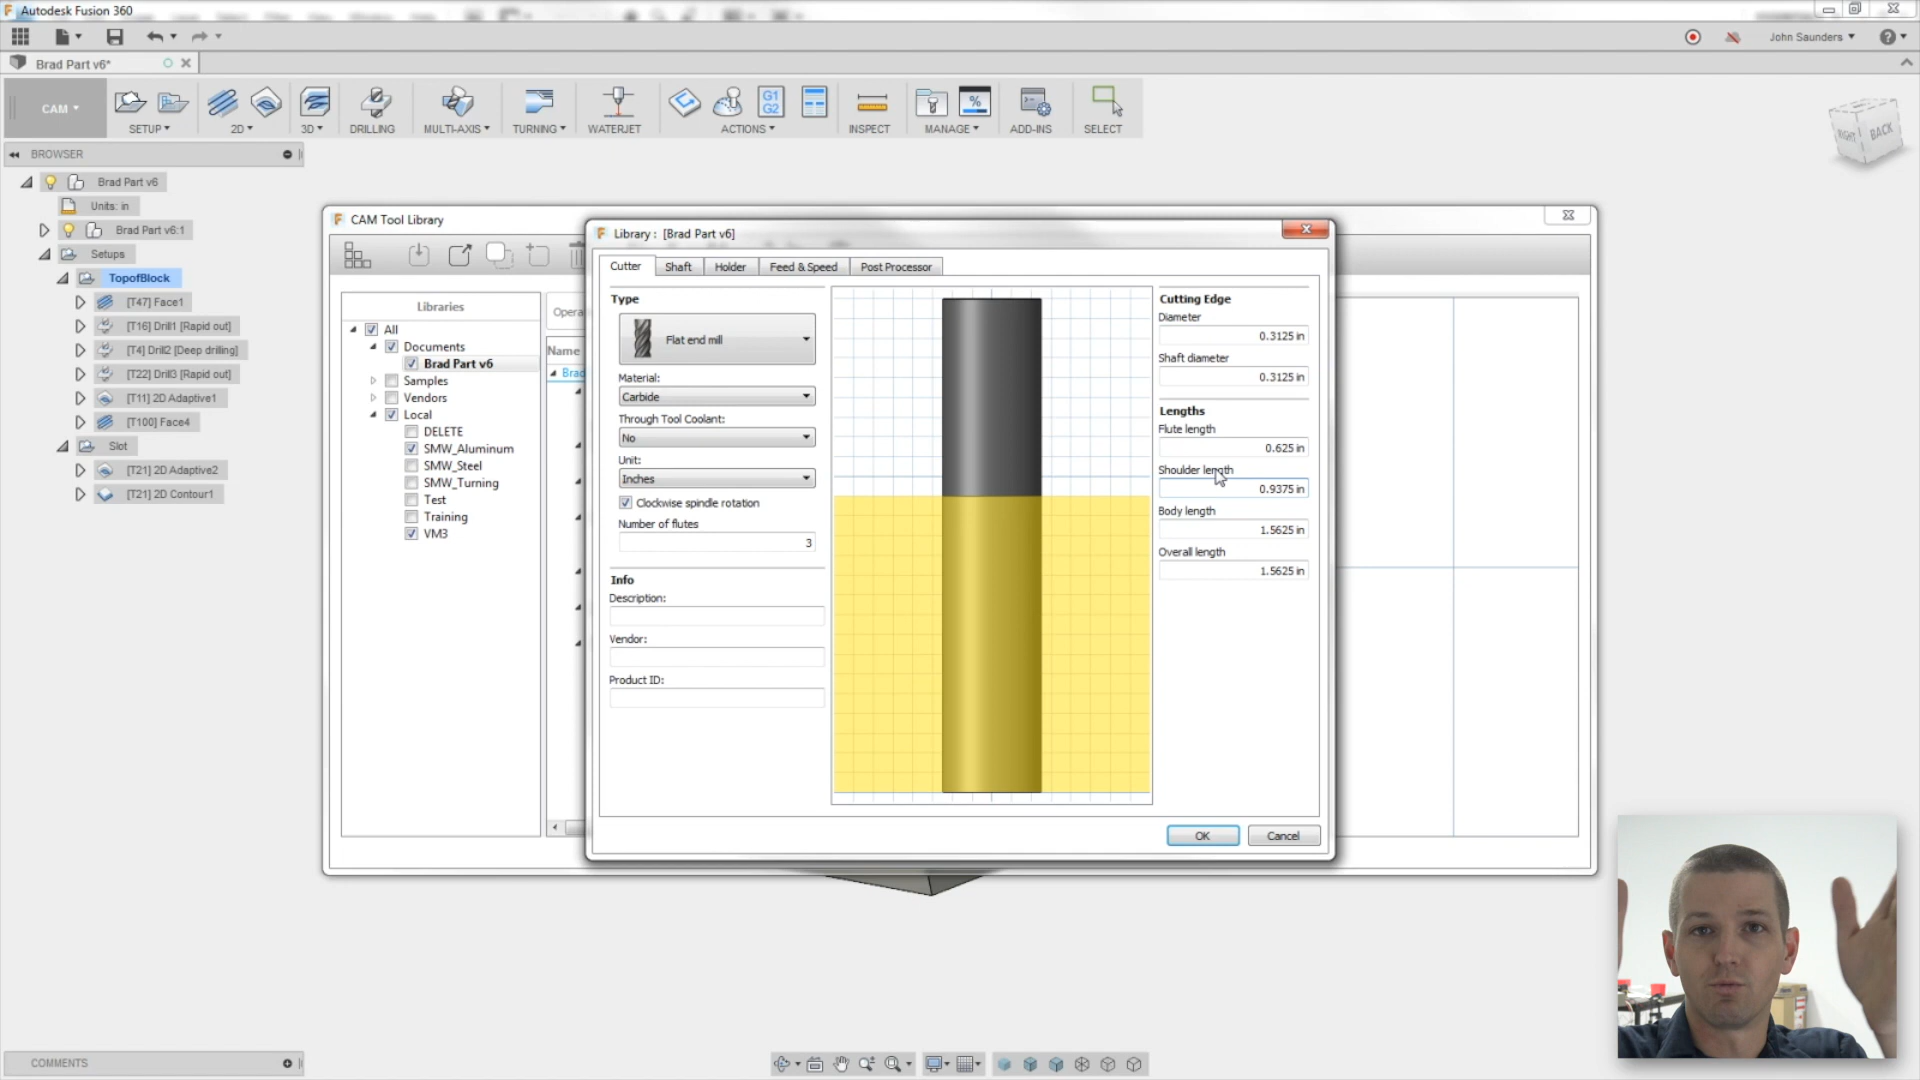 Autodesk Fusion 360
John Saunders
Brad Part v6*
CAM
SETUP
2D
3D
DRILLING
MULTI-AXIS
TURNING
WATERJET
G1
G2
ACTIONS
INSPECT
%
MANAGE
ADD-INS
SELECT
RIGHT
BACK
BROWSER
Brad Part v6
Units: in
Brad Part v6:1
Setups
TopofBlock
[T47] Face1
[T16] Drill1 [Rapid out]
[T4] Drill2 [Deep drilling]
[T22] Drill3 [Rapid out]
[T11] 2D Adaptive1
[T100] Face4
Slot
[T21] 2D Adaptive2
[T21] 2D Contour1
CAM Tool Library
Libraries
All
Documents
Brad Part v6
Samples
Vendors
Local
DELETE
SMW_Aluminum
SMW_Steel
SMW_Turning
Test
Training
VM3
Opera
Name
Brad
Library : [Brad Part v6]
Cutter
Shaft
Holder
Feed & Speed
Post Processor
Type
Flat end mill
Material:
Carbide
Through Tool Coolant:
No
Unit:
Inches
Clockwise spindle rotation
Number of flutes
3
Info
Description:
Vendor:
Product ID:
Cutting Edge
Diameter
0.3125 in
Shaft diameter
0.3125 in
Lengths
Flute length
0.625 in
Shoulder length
0.9375 in
Body length
1.5625 in
Overall length
1.5625 in
OK
Cancel
COMMENTS